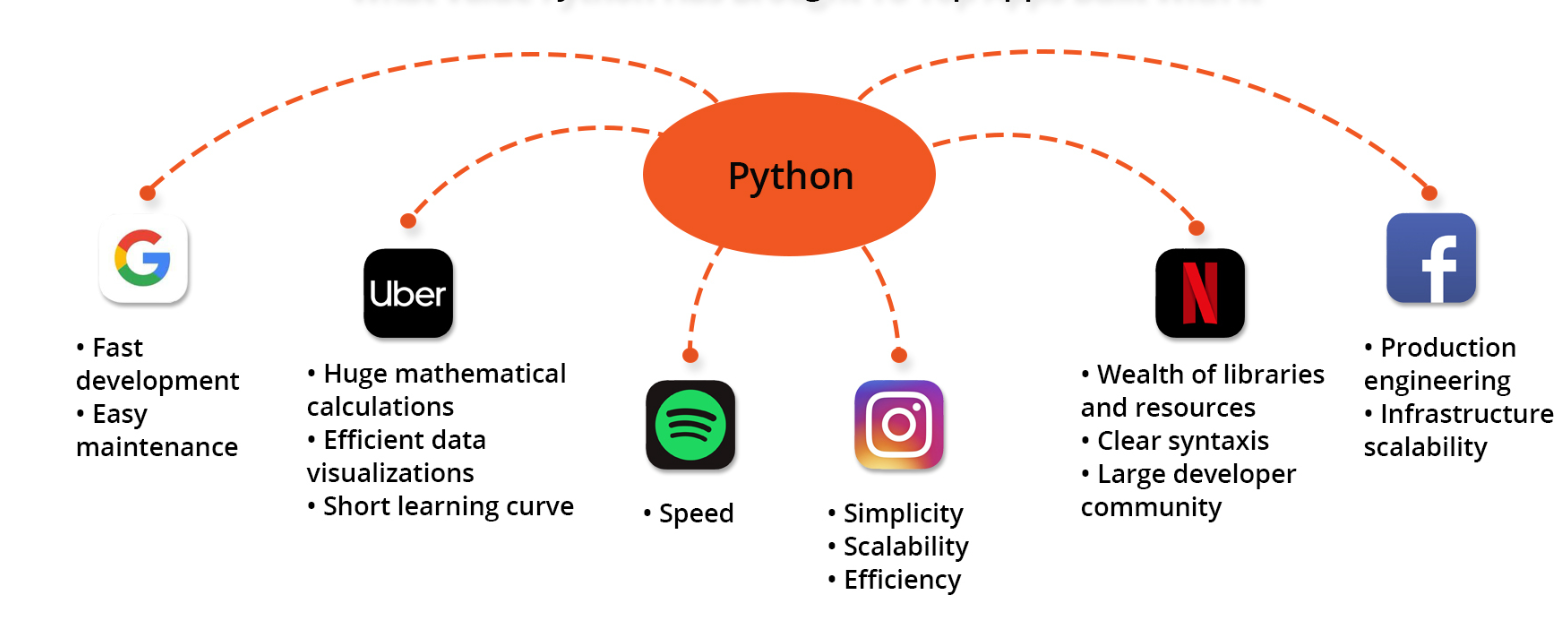 Python
Uber
• Fast
development
• Easy
maintenance
• Huge mathematical
calculations
• Efficient data
visualizations
• Short learning curve
• Speed
• Simplicity
• Scalability
• Efficiency
• Wealth of libraries
and resources
• Clear syntaxis
• Large developer
community
• Production
engineering
• Infrastructure
scalability